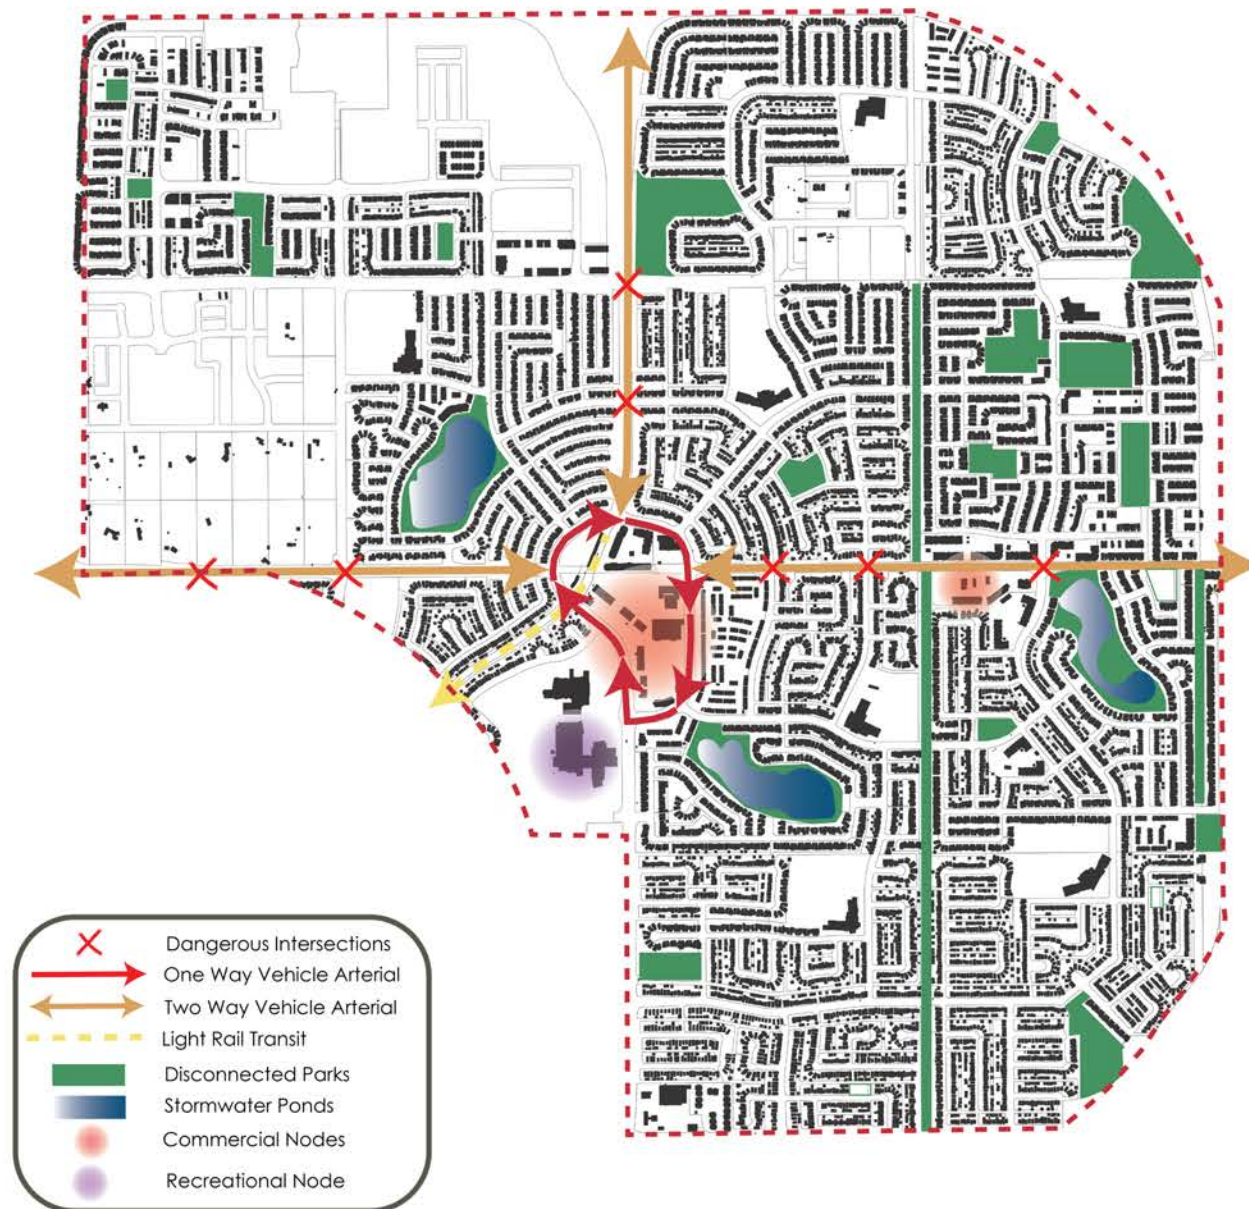 Dangerous Intersections
One Way Vehicle Arterial
Two Way Vehicle Arterial
Light Rail Transit
Disconnected Parks
Stormwater Ponds
Commercial Nodes
Recreational Node